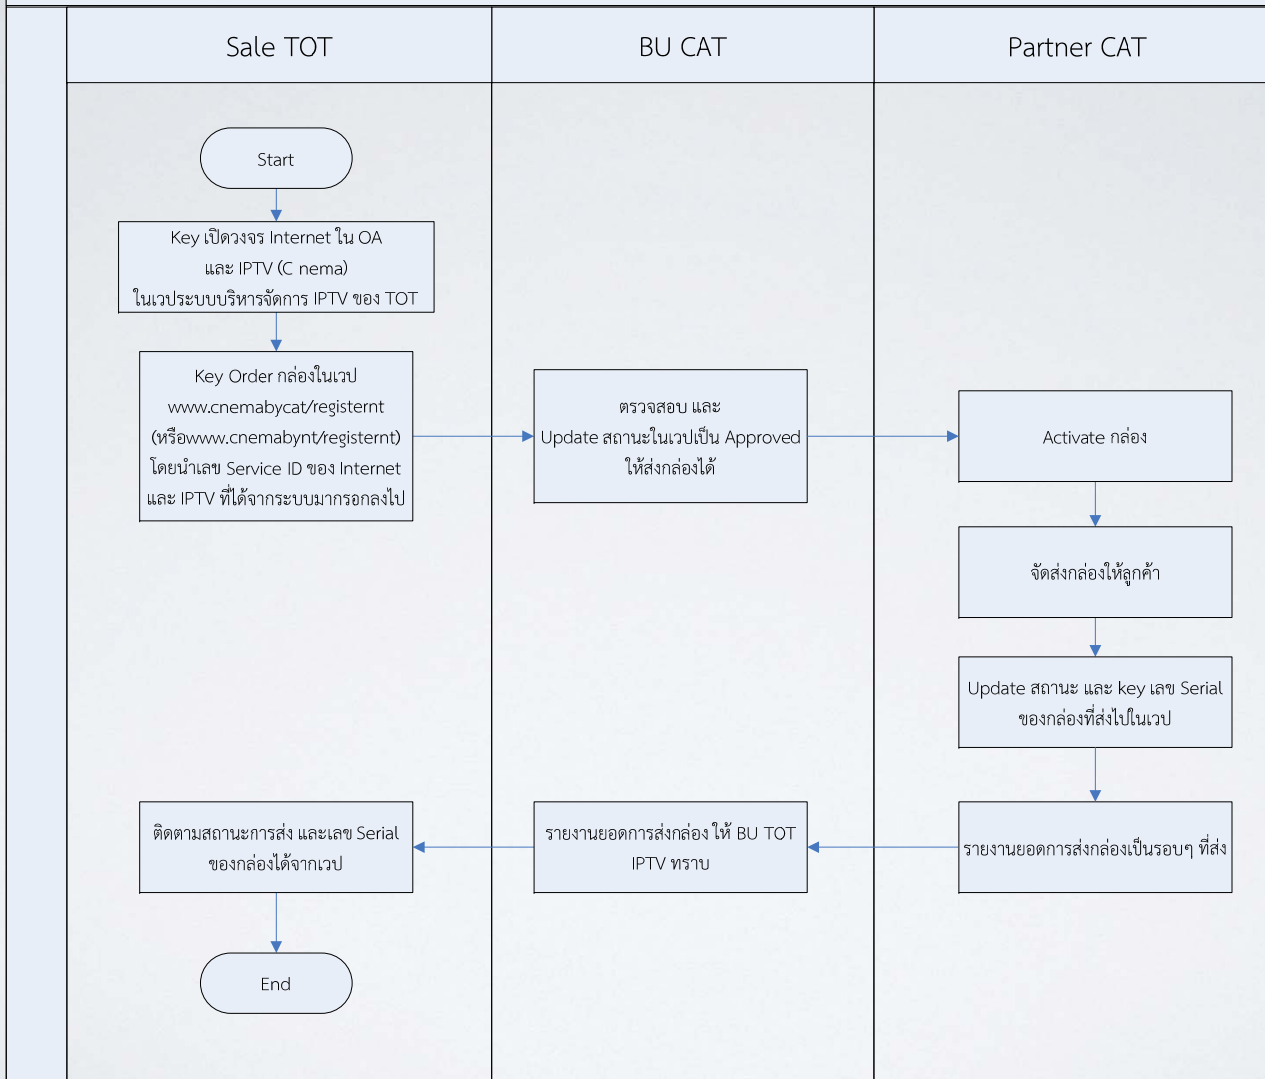 Sale TOT
BU CAT
Partner CAT
Start
Key เปิดวงจร Internet ใน OA
และ IPTV (C nema)
ในเวประบบบริหารจัดการ IPTV ของ TOT
Key Order กล่องในเวป
www.cnemabycat/registernt
(หรือwww.cnemabynt/registernt)
โดยนำเลข Service ID ของ Internet
และ IPTV ที่ได้จากระบบมากรอกลงไป
ตรวจสอบ และ
Update สถานะในเวปเป็น Approved
ให้ส่งกล่องได้
Activate กล่อง
จัดส่งกล่องให้ลูกค้า
Update สถานะ และ key เลข Serial
ของกล่องที่ส่งไปในเวป
รายงานยอดการส่งกล่องเป็นรอบๆ ที่ส่ง
รายงานยอดการส่งกล่อง ให้ BU TOT
IPTV ทราบ
ติดตามสถานะการส่ง และเลข Serial
ของกล่องได้จากเวป
End